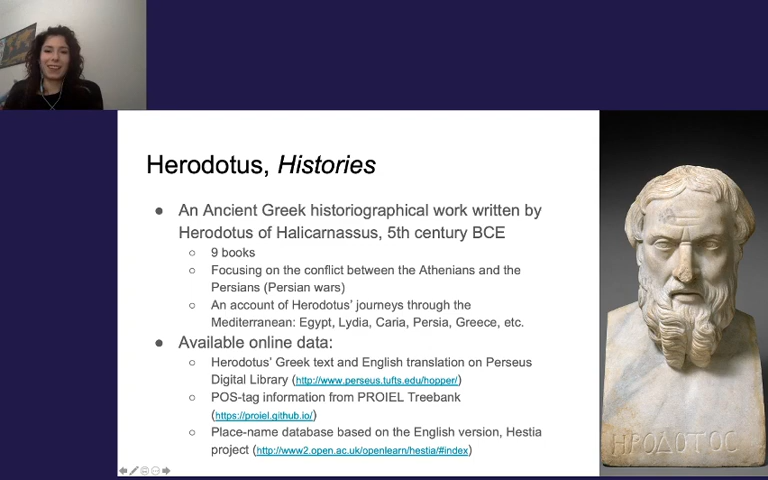 Herodotus, Histories
● An Ancient Greek historiographical work written by
Herodotus of Halicarnassus, 5th century BCE
○ 9 books
○ Focusing on the conflict between the Athenians and the
Persians (Persian wars)
○ An account of Herodotus' journeys through the
Mediterranean: Egypt, Lydia, Caria, Persia, Greece, etc.
● Available online data:
○ Herodotus' Greek text and English translation on Perseus
Digital Library (http://www.perseus.tufts.edu/hopper/)
○ POS-tag information from PROIEL Treebank
(https://proiel.github.io/)
○ Place-name database based on the English version, Hestia
project (http://www2.open.ac.uk/openlearn/hestia/#index)
ΗΡΟΔΟΤΟϹ